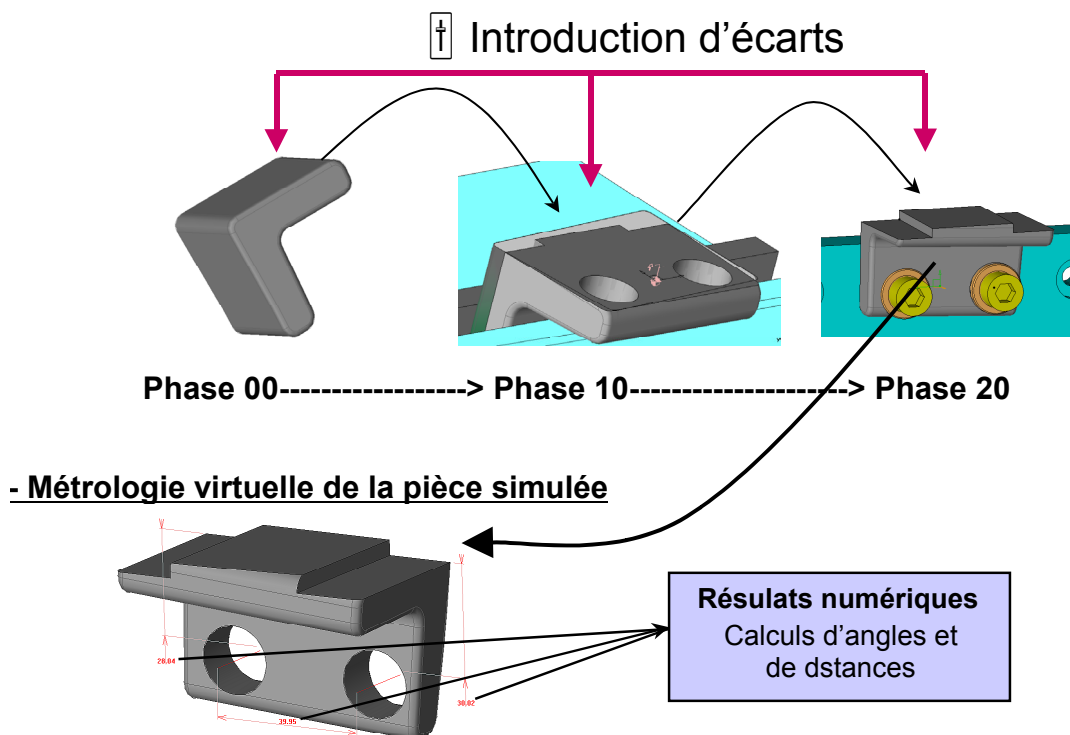 Introduction d’écarts
Phase 00------------------> Phase 10---------------------> Phase 20
- Métrologie virtuelle de la pièce simulée
Résulats numériques
Calculs d’angles et
de dstances
28.04
39.95
30.02